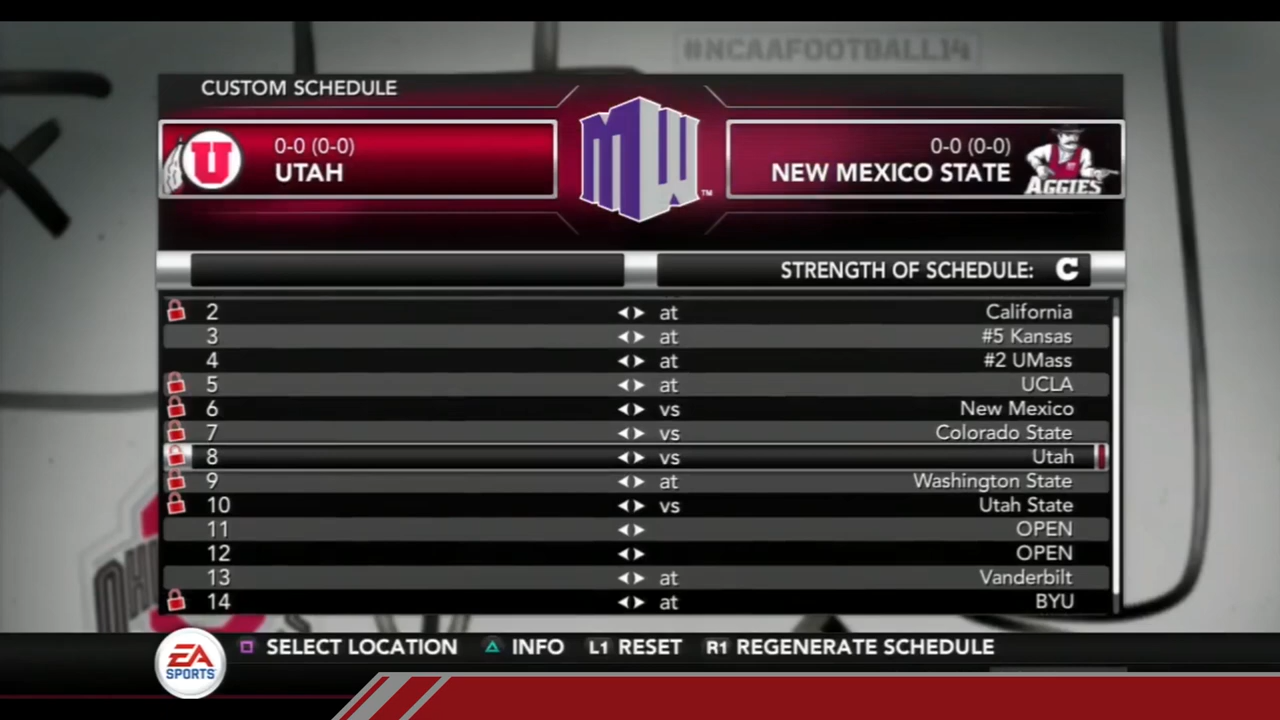 #NCAAFOOTBALL14
CUSTOM SCHEDULE
0-0 (0-0)
UTAH
U
MW
TM
0-0 (0-0)
NEW MEXICO STATE
AGGIES
STRENGTH OF SCHEDULE: C
2 at California
3 at #5 Kansas
4 at #2 UMass
5 at UCLA
6 vs New Mexico
7 vs Colorado State
8 vs Utah
9 at Washington State
10 vs Utah State
11 OPEN
12 OPEN
13 at Vanderbilt
14 at BYU
EA
SPORTS
SELECT LOCATION INFO L1 RESET R1 REGENERATE SCHEDULE